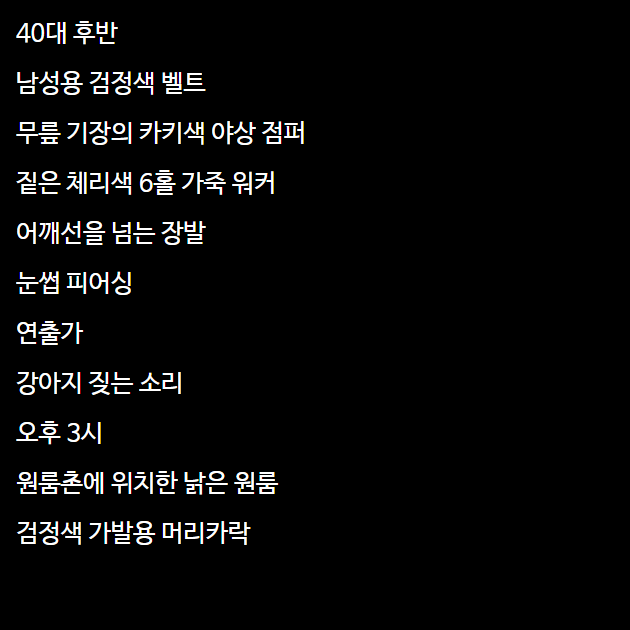 40대 후반
남성용 검정색 벨트
무릎 기장의 카키색 야상 점퍼
짙은 체리색 6홀 가죽 워커
어깨선을 넘는 장발
눈썹 피어싱
연출가
강아지 짖는 소리
오후 3시
원룸촌에 위치한 낡은 원룸
검정색 가발용 머리카락